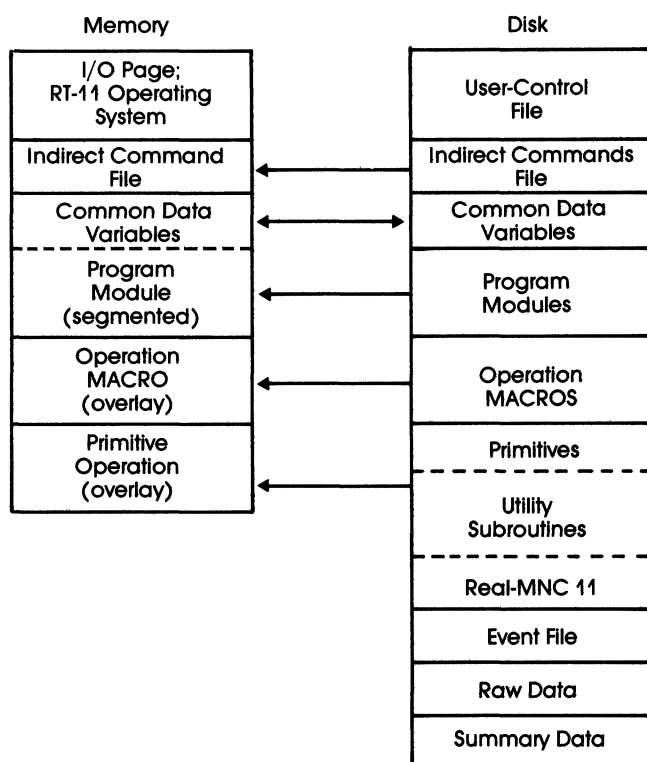 Memory
I/O Page;
RT-11 Operating
System
Indirect Command
File
Common Data
Variables
Program
Module
(segmented)
Operation
MACRO
(overlay)
Primitive
Operation
(overlay)
Disk
User-Control
File
Indirect Commands
File
Common Data
Variables
Program
Modules
Operation
MACROS
Primitives
Utility
Subroutines
Real-MNC 11
Event File
Raw Data
Summary Data